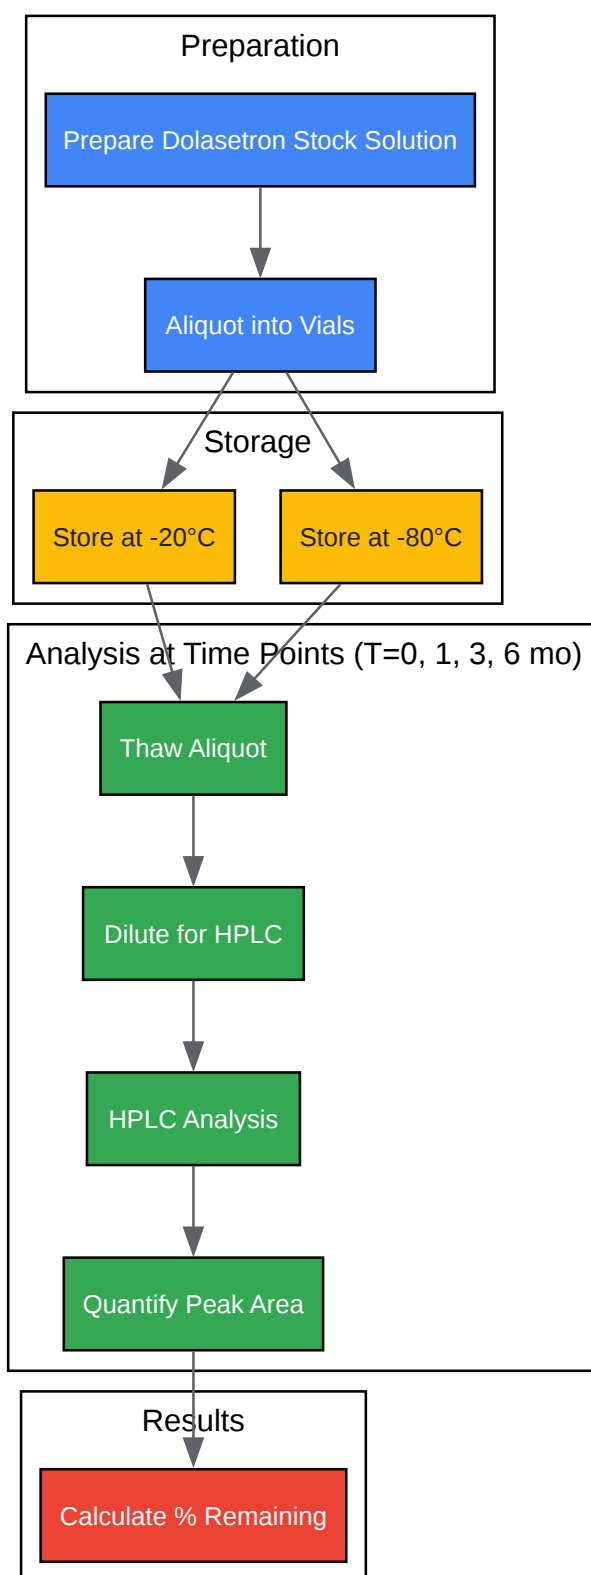 Preparation
Prepare Dolasetron Stock Solution
Aliquot into Vials
Storage
Store at -20°C
Store at -80°C
Analysis at Time Points (T=0, 1, 3, 6 mo)
Thaw Aliquot
Dilute for HPLC
HPLC Analysis
Quantify Peak Area
Results
Calculate % Remaining